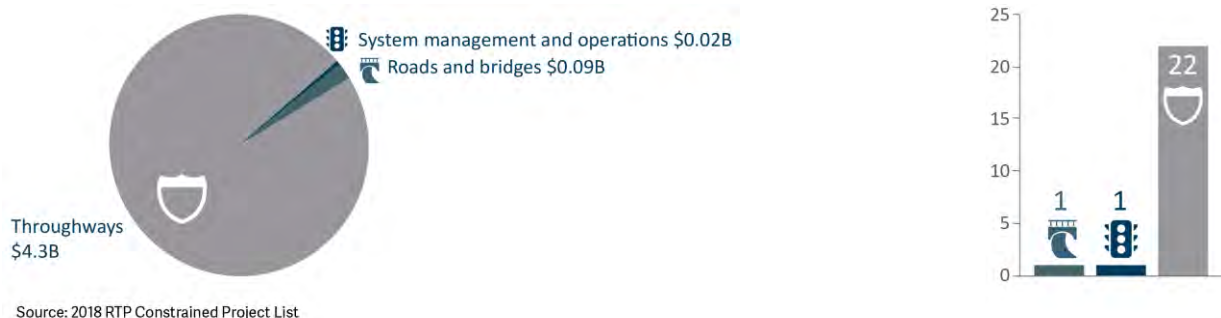 System management and operations $0.02B
Roads and bridges $0.09B
Throughways
$4.3B
Source: 2018 RTP Constrained Project List
25
20
15
10
5
0
1
1
22